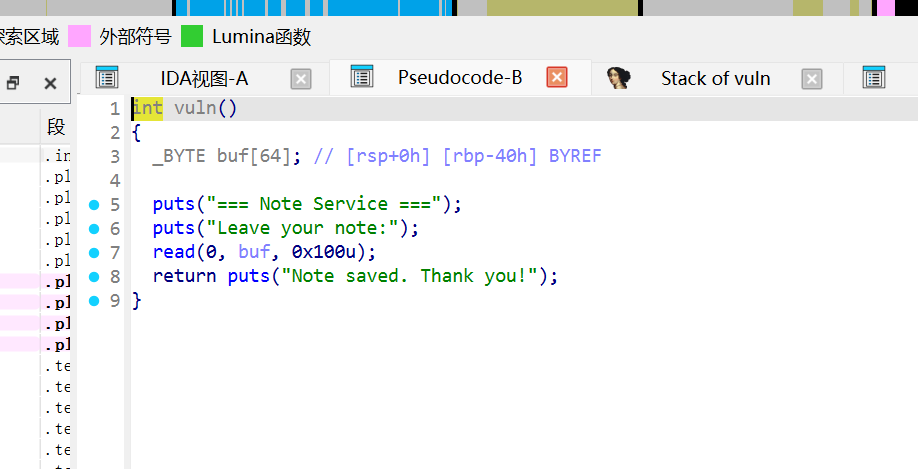 探索区域 外部符号 Lumina函数
IDA视图-A Pseudocode-B Stack of vuln
段
.in
.pl
.pl
.pl
.pl
.pl
.pl
.pl
.pl
.pl
.te
.te
.te
.te
.te
1 int vuln()
2 {
3 _BYTE buf[64]; // [rsp+0h] [rbp-40h] BYREF
4
5 puts("=== Note Service ===");
6 puts("Leave your note:");
7 read(0, buf, 0x100u);
8 return puts("Note saved. Thank you!");
9 }